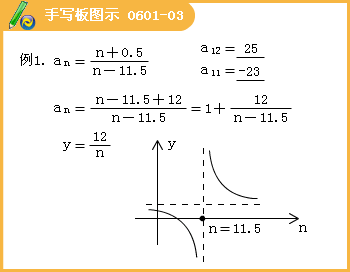 手写板图示 0601-03
例1. aₙ = (n+0.5)/(n-11.5)   a₁₂ = 25
a₁₁ = -23
aₙ = (n-11.5+12)/(n-11.5) = 1+ 12/(n-11.5)
y = 12/n
y
n=11.5
n